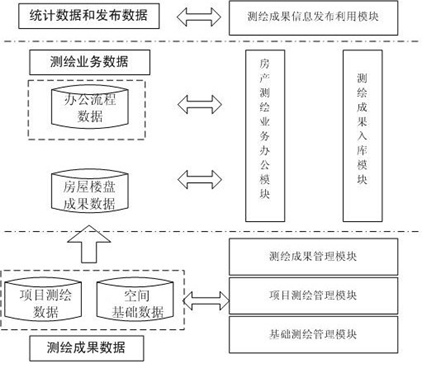 统计数据和发布数据
测绘成果信息发布利用模块
测绘业务数据
办公流程
数据
房屋楼盘
成果数据
房产测绘业务办公模块
测绘成果入库模块
测绘成果管理模块
项目测绘
数据
空间
基础数据
项目测绘管理模块
基础测绘管理模块
测绘成果数据